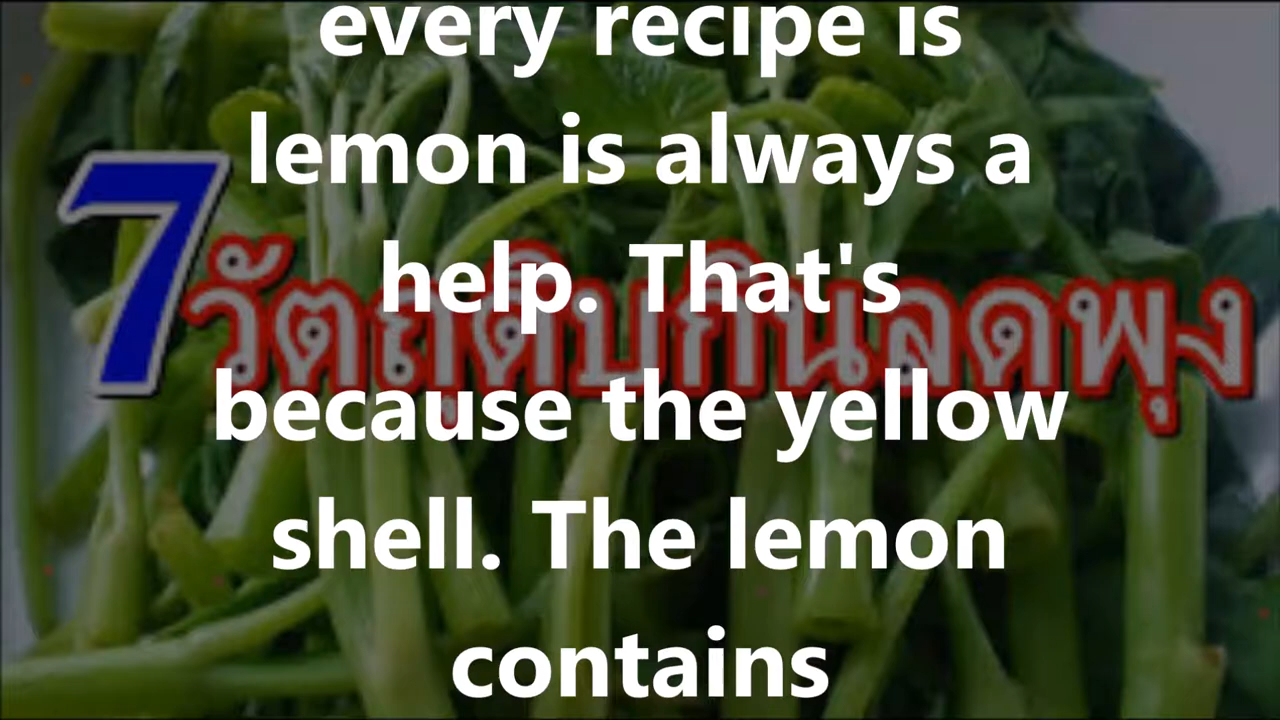 every recipe is
lemon is always a
help. That's
7 วัตถุดิบกินลดพุง
because the yellow
shell. The lemon
contains